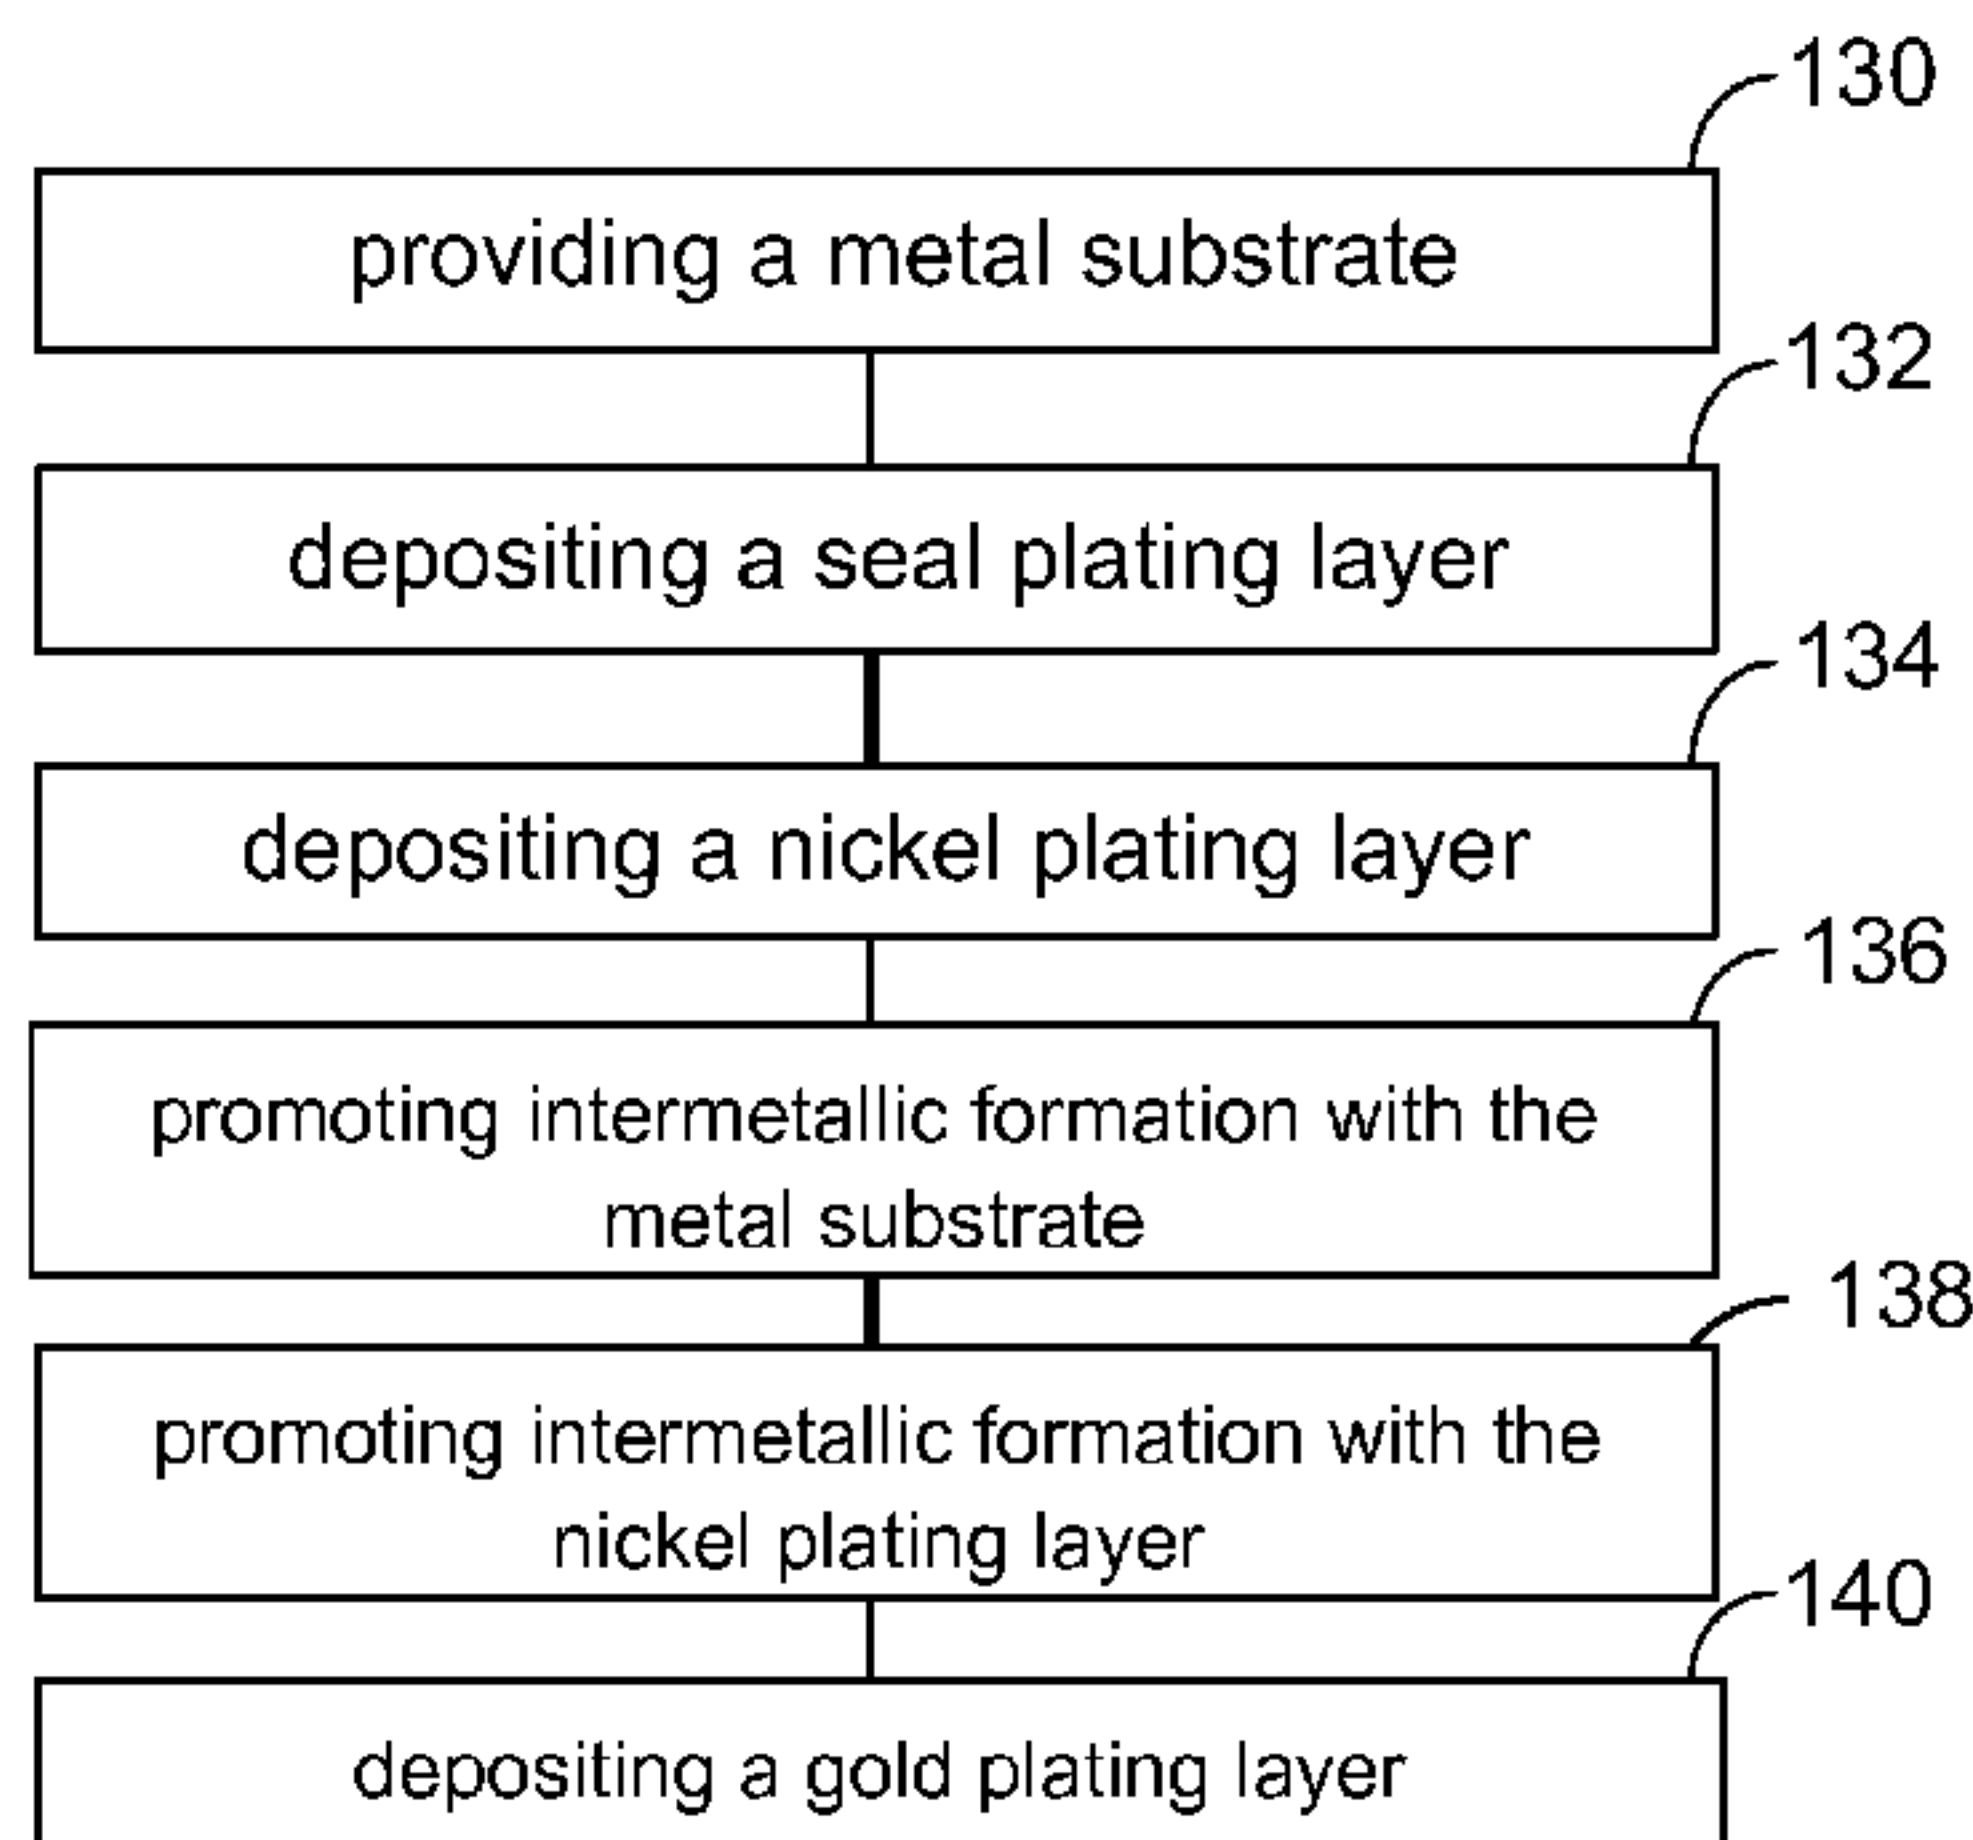 130
providing a metal substrate
132
depositing a seal plating layer
134
depositing a nickel plating layer
136
promoting intermetallic formation with the
metal substrate
138
promoting intermetallic formation with the
nickel plating layer
140
depositing a gold plating layer